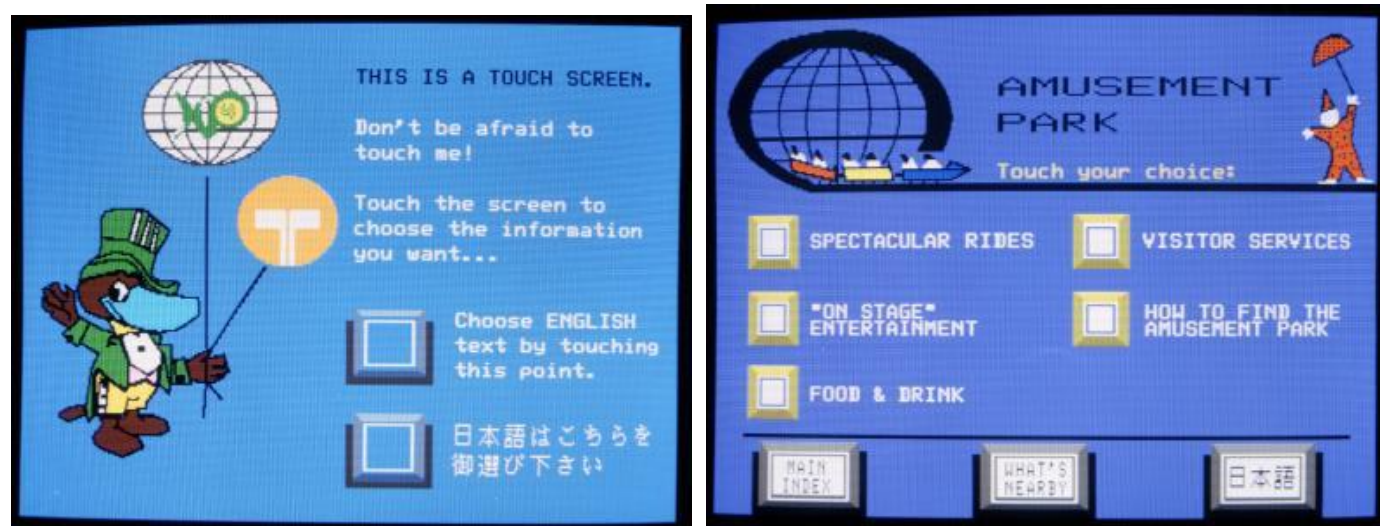 THIS IS A TOUCH SCREEN.
Don't be afraid to
touch me!
Touch the screen to
choose the information
you want...
Choose ENGLISH
text by touching
this point.
日本語はこちらを
御選び下さい
AMUSEMENT
PARK
Touch your choice:
SPECTACULAR RIDES
VISITOR SERVICES
"ON STAGE"
ENTERTAINMENT
HOW TO FIND THE
AMUSEMENT PARK
FOOD & DRINK
MAIN
INDEX
WHAT'S
NEARBY
日本語